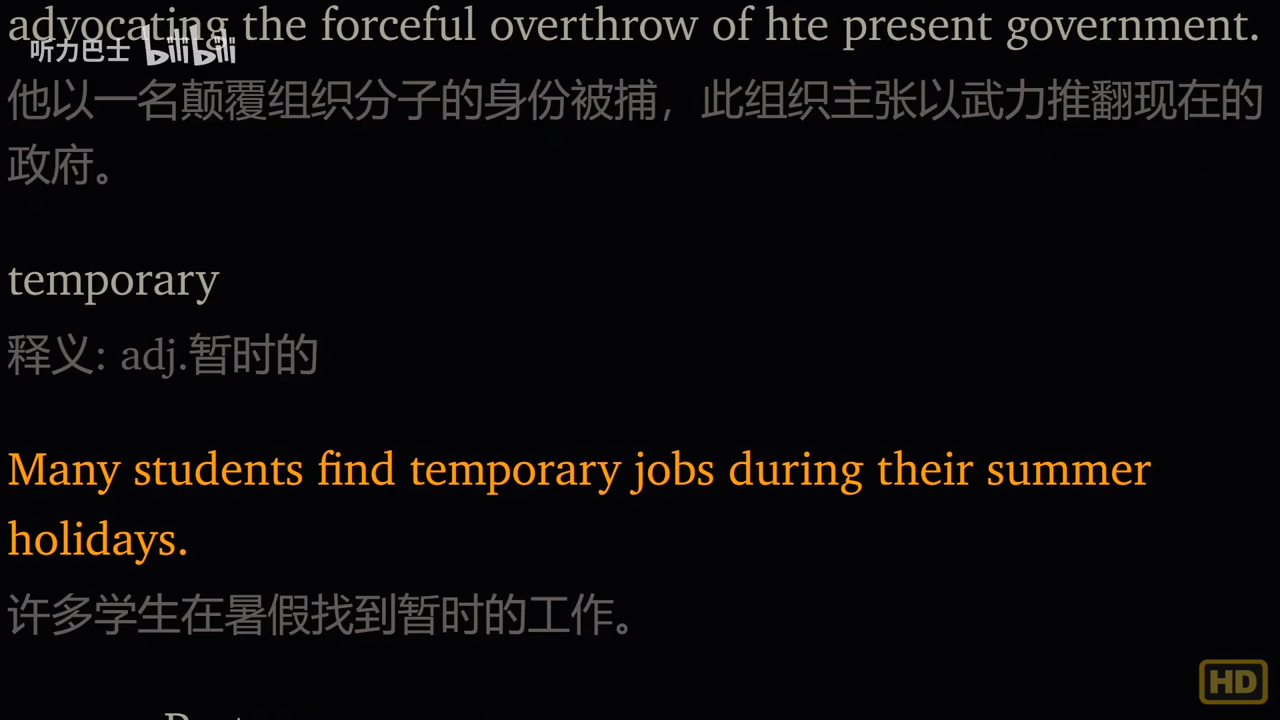 advocating the forceful overthrow of hte present government.
听力巴士 bilibili
他以一名颠覆组织分子的身份被捕，此组织主张以武力推翻现在的
政府。
temporary
释义: adj.暂时的
Many students find temporary jobs during their summer
holidays.
许多学生在暑假找到暂时的工作。
HD